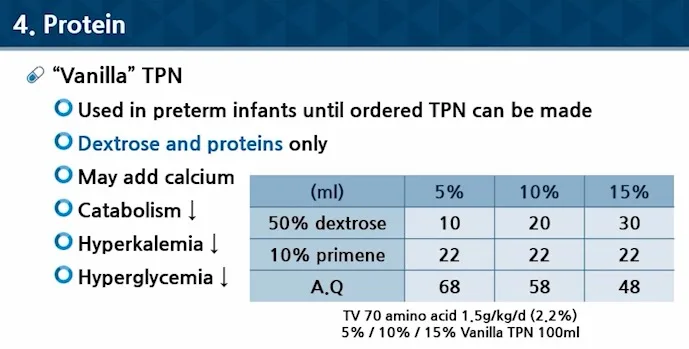 4. Protein
“Vanilla” TPN
Used in preterm infants until ordered TPN can be made
Dextrose and proteins only
May add calcium
Catabolism ↓
Hyperkalemia ↓
Hyperglycemia ↓
(ml) 5% 10% 15%
50% dextrose 10 20 30
10% primene 22 22 22
A.Q 68 58 48
TV 70 amino acid 1.5g/kg/d (2.2%)
5% / 10% / 15% Vanilla TPN 100ml